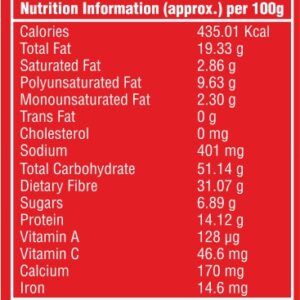 Nutrition Information (approx.) per 100g
Calories 435.01 Kcal
Total Fat 19.33 g
Saturated Fat 2.86 g
Polyunsaturated Fat 9.63 g
Monounsaturated Fat 2.30 g
Trans Fat 0 g
Cholesterol 0 mg
Sodium 401 mg
Total Carbohydrate 51.14 g
Dietary Fibre 31.07 g
Sugars 6.89 g
Protein 14.12 g
Vitamin A 128 µg
Vitamin C 46.6 mg
Calcium 170 mg
Iron 14.6 mg